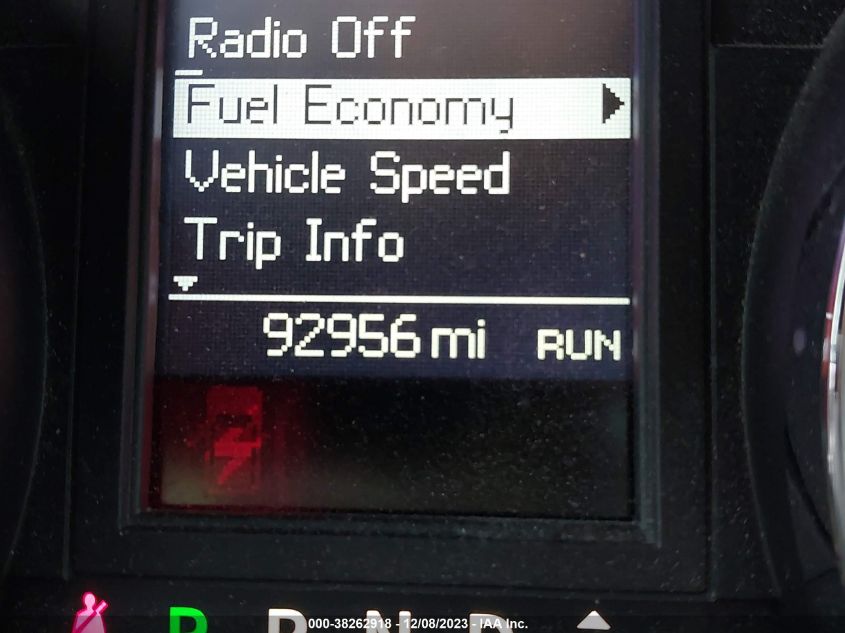 Radio Off
Fuel Economy
Vehicle Speed
Trip Info
92956 mi RUN
P R N D
000-38262918 - 12/08/2023 - IAA Inc.